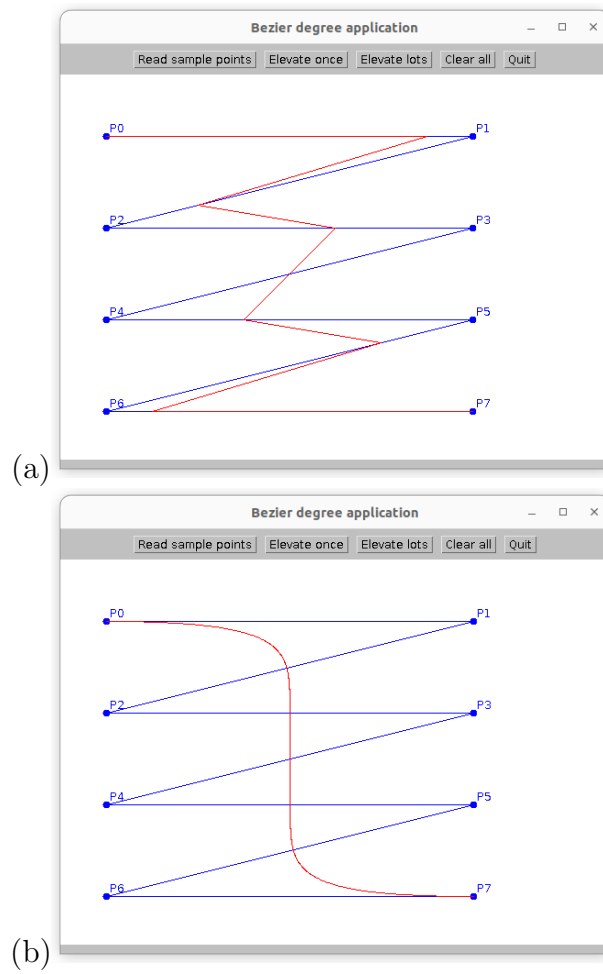 Bezier degree application
Read sample points Elevate once Elevate lots Clear all Quit
P0 P1
P2 P3
P4 P5
P6 P7
(a)
Bezier degree application
Read sample points Elevate once Elevate lots Clear all Quit
P0 P1
P2 P3
P4 P5
P6 P7
(b)